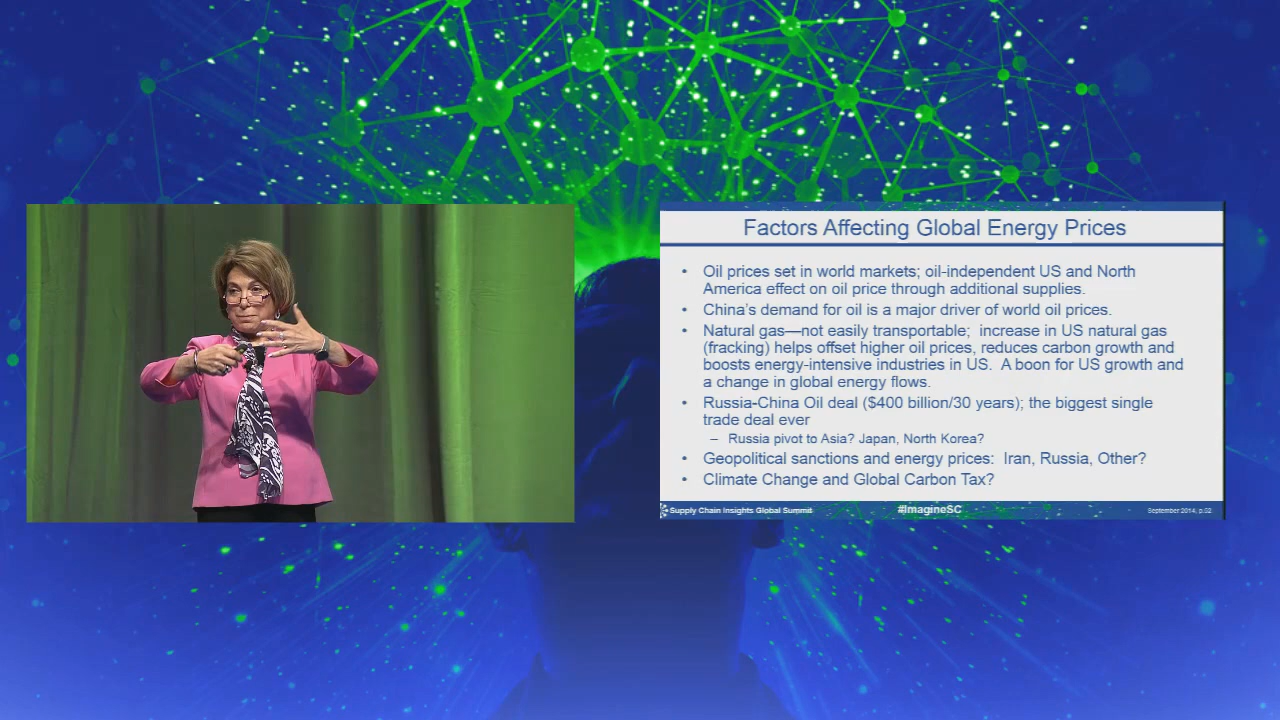 Factors Affecting Global Energy Prices
• Oil prices set in world markets; oil-independent US and North
America effect on oil price through additional supplies.
• China's demand for oil is a major driver of world oil prices.
• Natural gas—not easily transportable; increase in US natural gas
(fracking) helps offset higher oil prices, reduces carbon growth and
boosts energy-intensive industries in US. A boon for US growth and
a change in global energy flows.
• Russia-China Oil deal ($400 billion/30 years); the biggest single
trade deal ever
– Russia pivot to Asia? Japan, North Korea?
• Geopolitical sanctions and energy prices: Iran, Russia, Other?
• Climate Change and Global Carbon Tax?
Supply Chain Insights Global Summit #ImagineSC September 2014, p.52